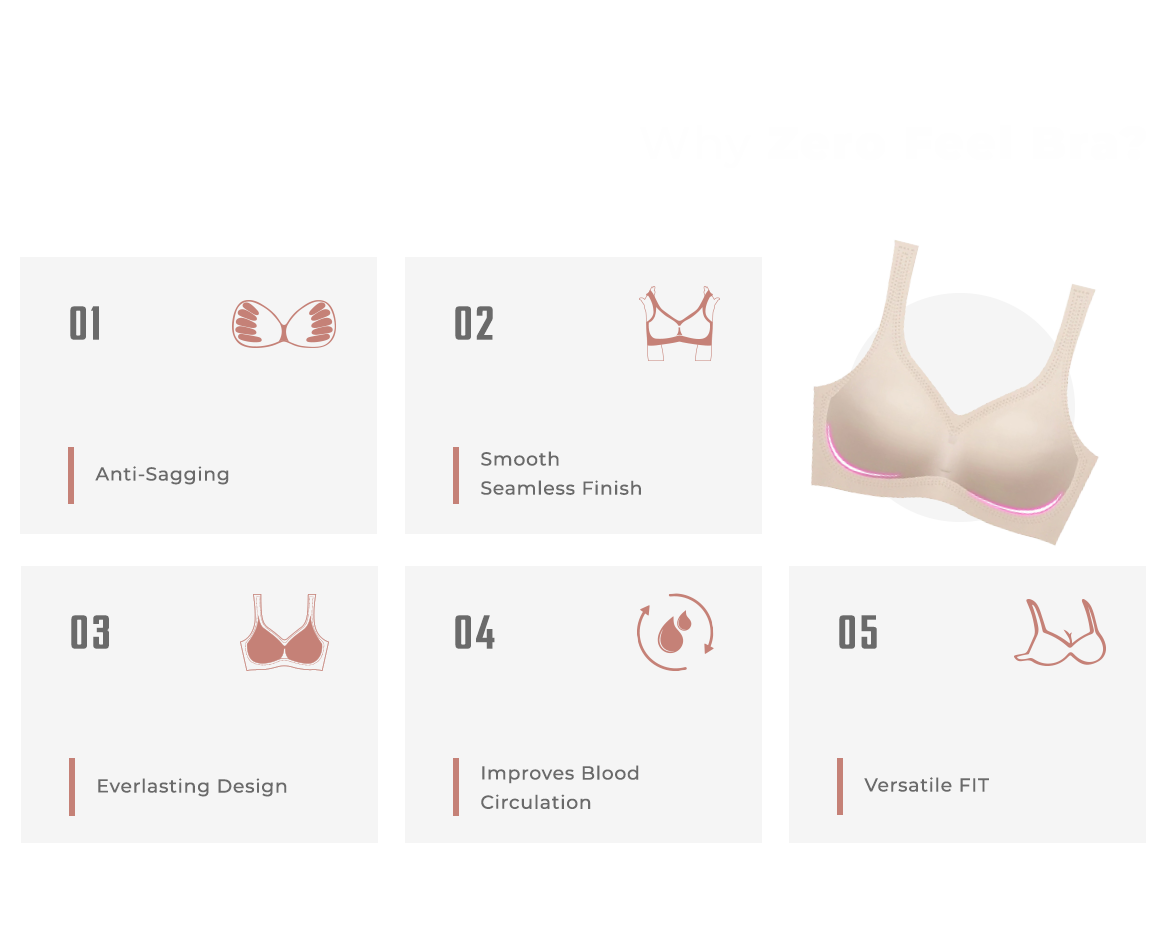 Why Zero Feel Bra?
01
Anti-Sagging
02
Smooth
Seamless Finish
03
Everlasting Design
04
Improves Blood
Circulation
05
Versatile FIT